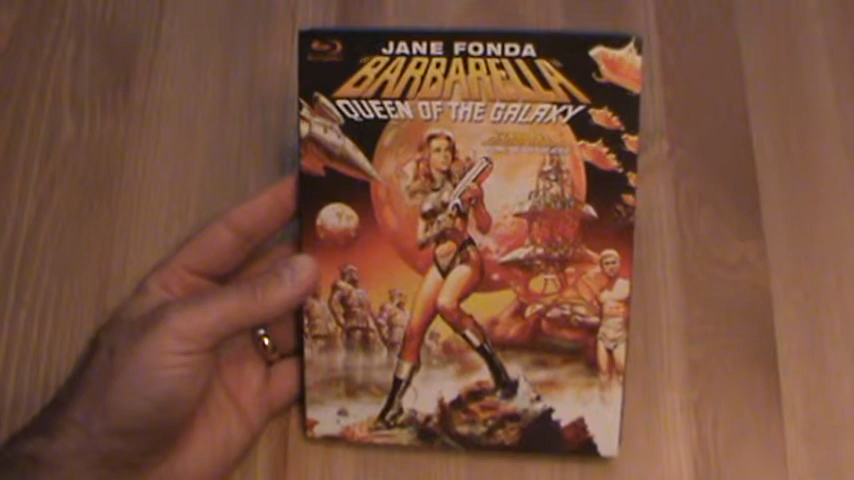 JANE FONDA
BARBARELLA
QUEEN OF THE GALAXY